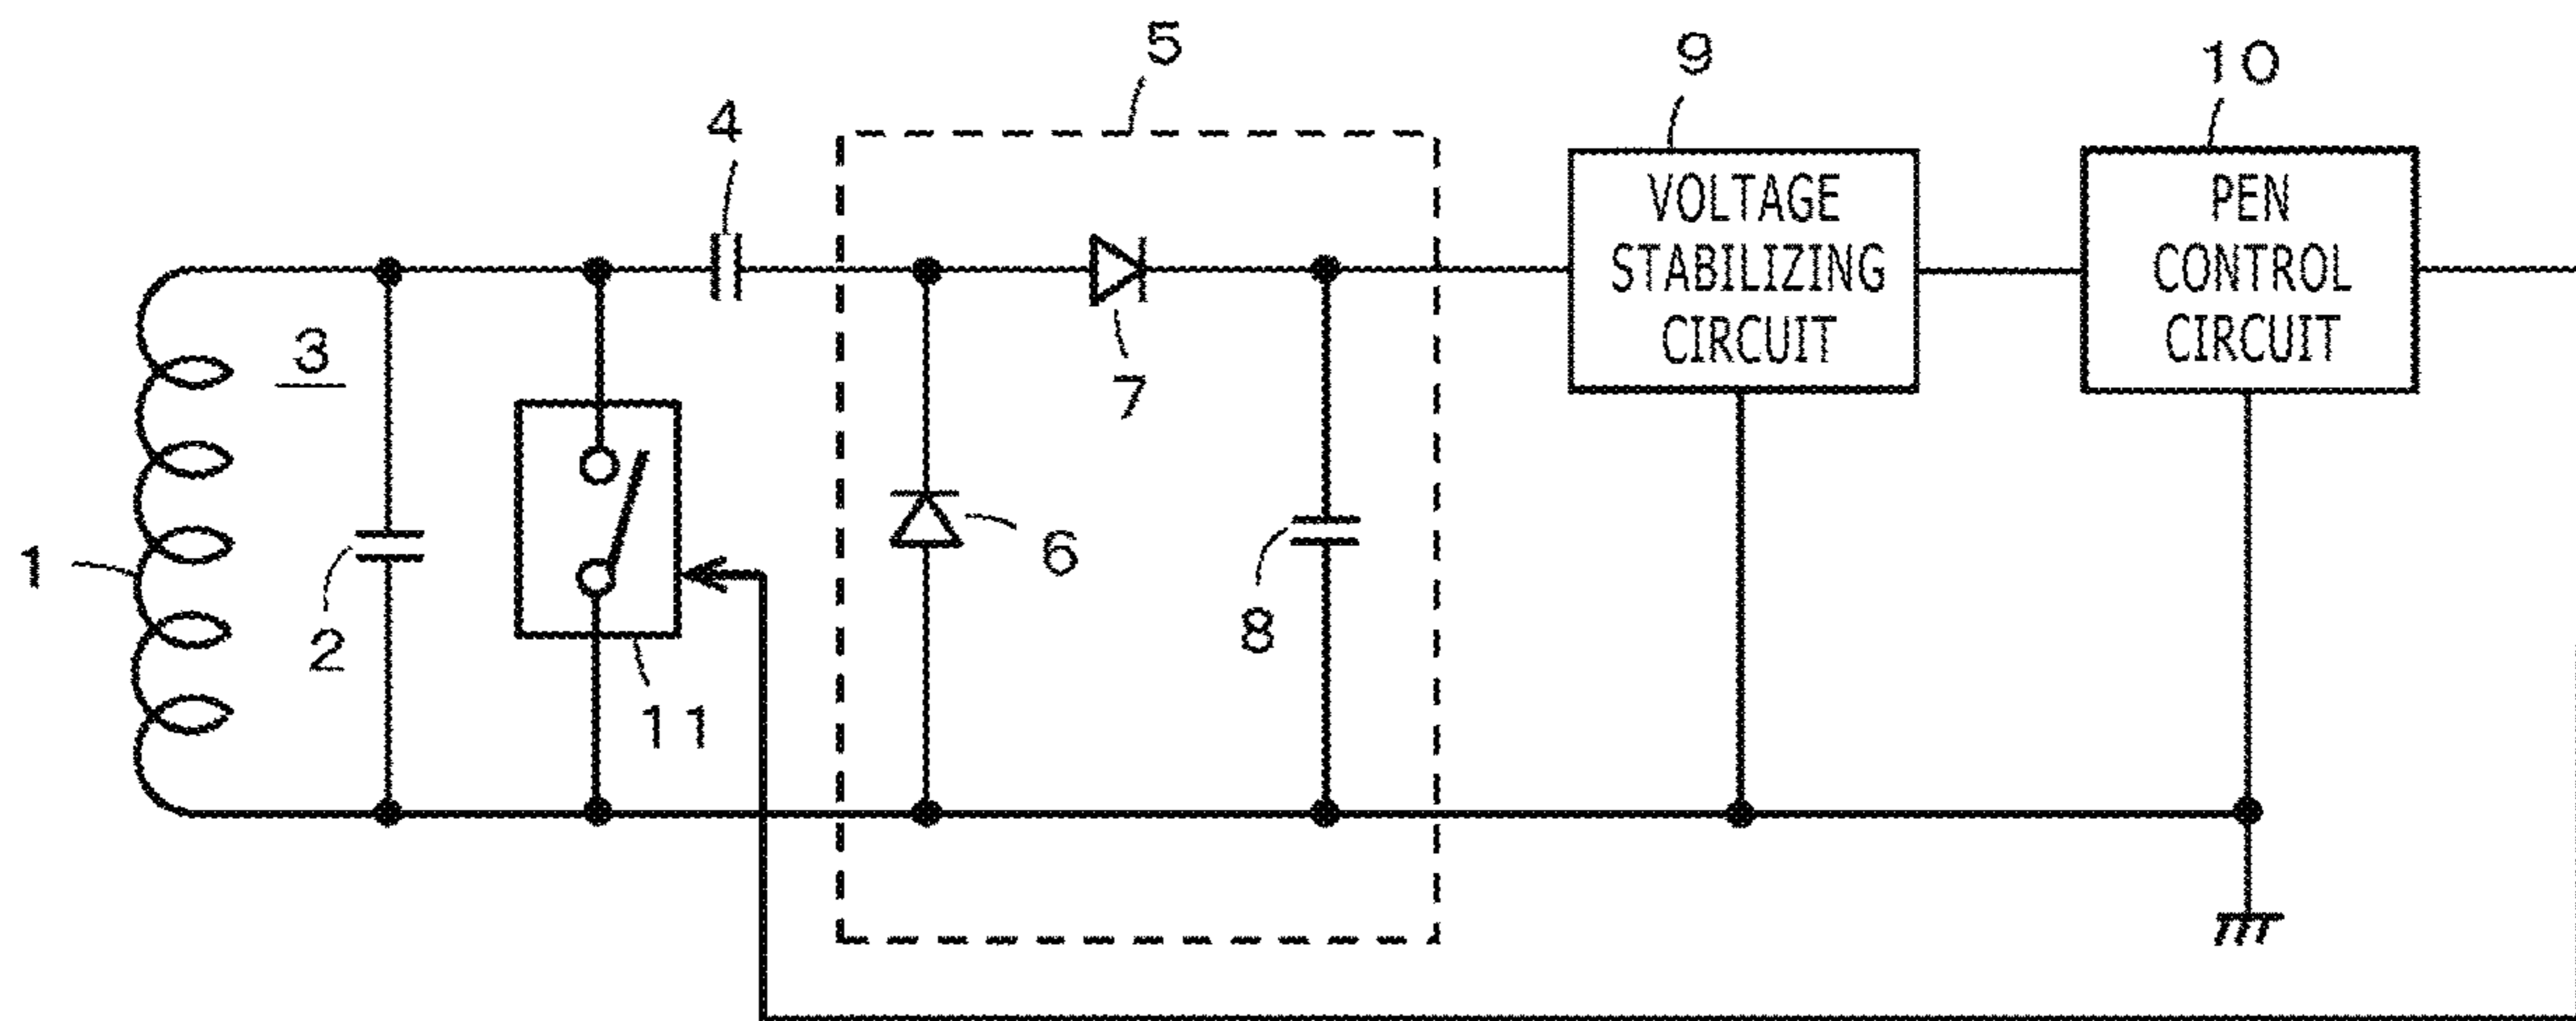 5
9
10
4
VOLTAGE
STABILIZING
CIRCUIT
PEN
CONTROL
CIRCUIT
3
7
1
2
6
8
11